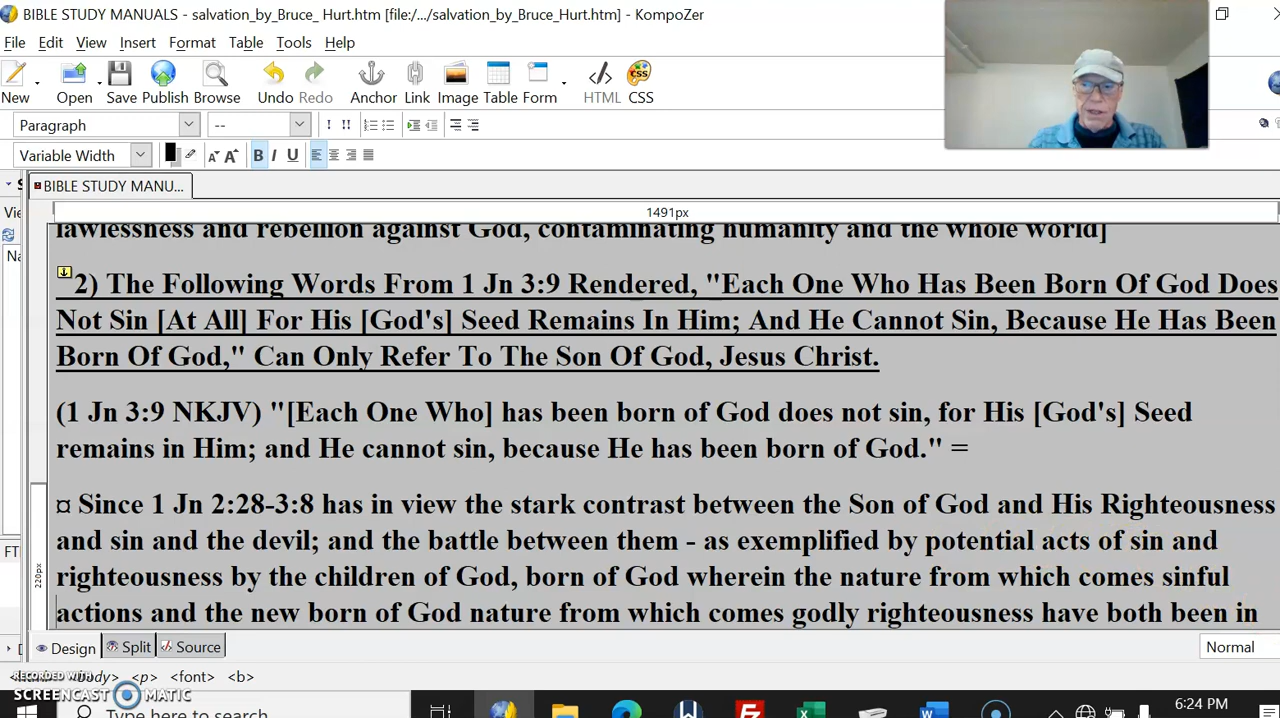 BIBLE STUDY MANUALS - salvation_by_Bruce_ Hurt.htm [file:/.../salvation_by_Bruce_Hurt.htm] - KompoZer
File Edit View Insert Format Table Tools Help
New Open Save Publish Browse Undo Redo Anchor Link Image Table Form HTML CSS
Paragraph --
Variable Width B I U
BIBLE STUDY MANU...
1491px
lawlessness and rebellion against God, contaminating humanity and the whole world]
2) The Following Words From 1 Jn 3:9 Rendered, "Each One Who Has Been Born Of God Does
Not Sin [At All] For His [God's] Seed Remains In Him; And He Cannot Sin, Because He Has Been
Born Of God," Can Only Refer To The Son Of God, Jesus Christ.
(1 Jn 3:9 NKJV) "[Each One Who] has been born of God does not sin, for His [God's] Seed
remains in Him; and He cannot sin, because He has been born of God." =
¤ Since 1 Jn 2:28-3:8 has in view the stark contrast between the Son of God and His Righteousness
and sin and the devil; and the battle between them - as exemplified by potential acts of sin and
righteousness by the children of God, born of God wherein the nature from which comes sinful
220px
actions and the new born of God nature from which comes godly righteousness have both been in
Design Split Source Normal
<body> <p> <font> <b>
RECORDED WITH
SCREENCAST MATIC
Type here to search
6:24 PM